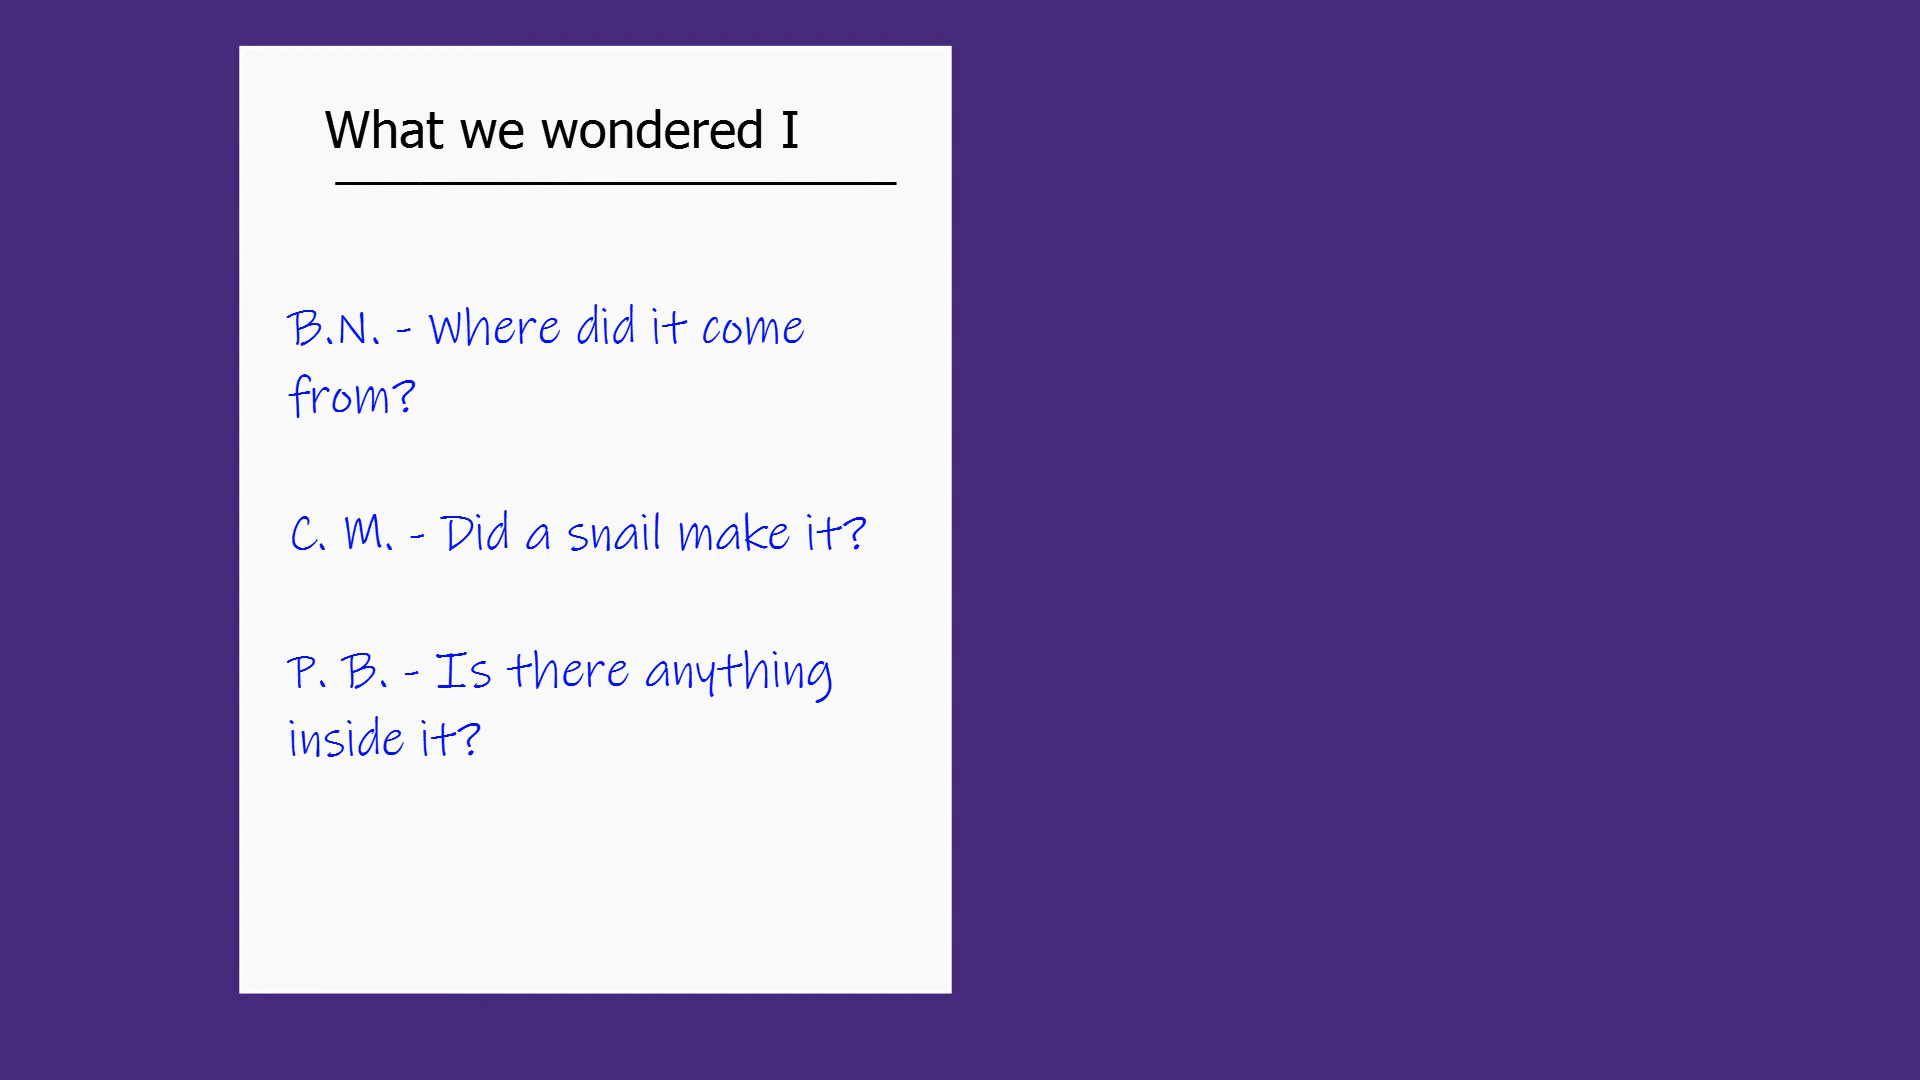 What we wondered I
B.N. - Where did it come
from?
C. M. - Did a snail make it?
P. B. - Is there anything
inside it?